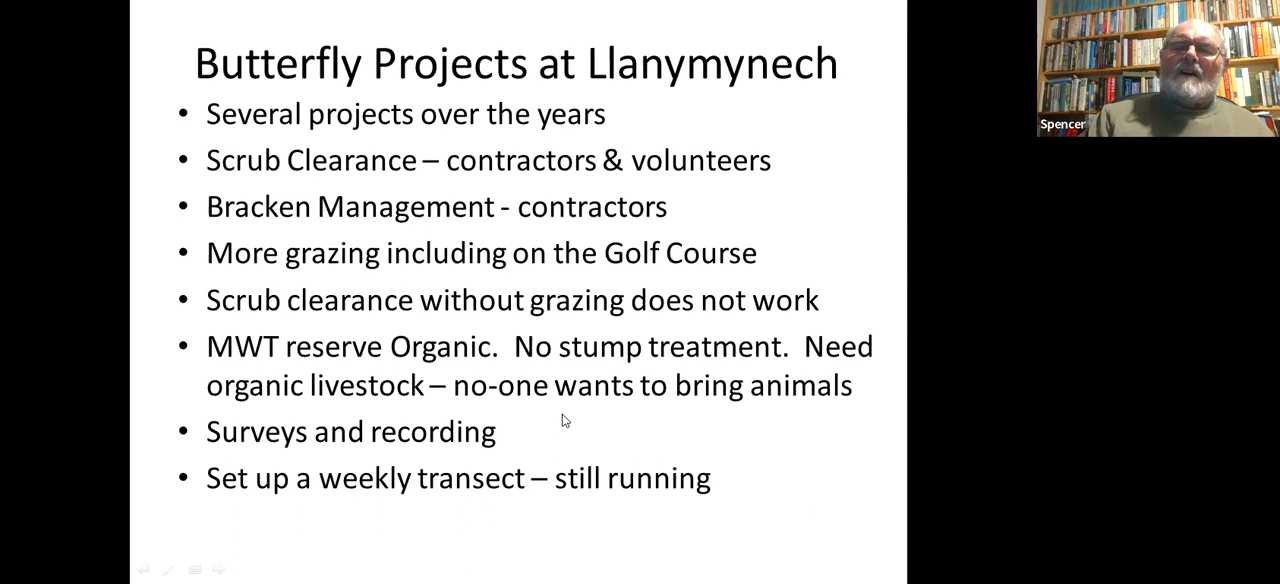 Butterfly Projects at Llanymynech
• Several projects over the years
• Scrub Clearance – contractors & volunteers
• Bracken Management - contractors
• More grazing including on the Golf Course
• Scrub clearance without grazing does not work
• MWT reserve Organic.  No stump treatment.  Need
organic livestock – no-one wants to bring animals
• Surveys and recording
• Set up a weekly transect – still running
Spencer